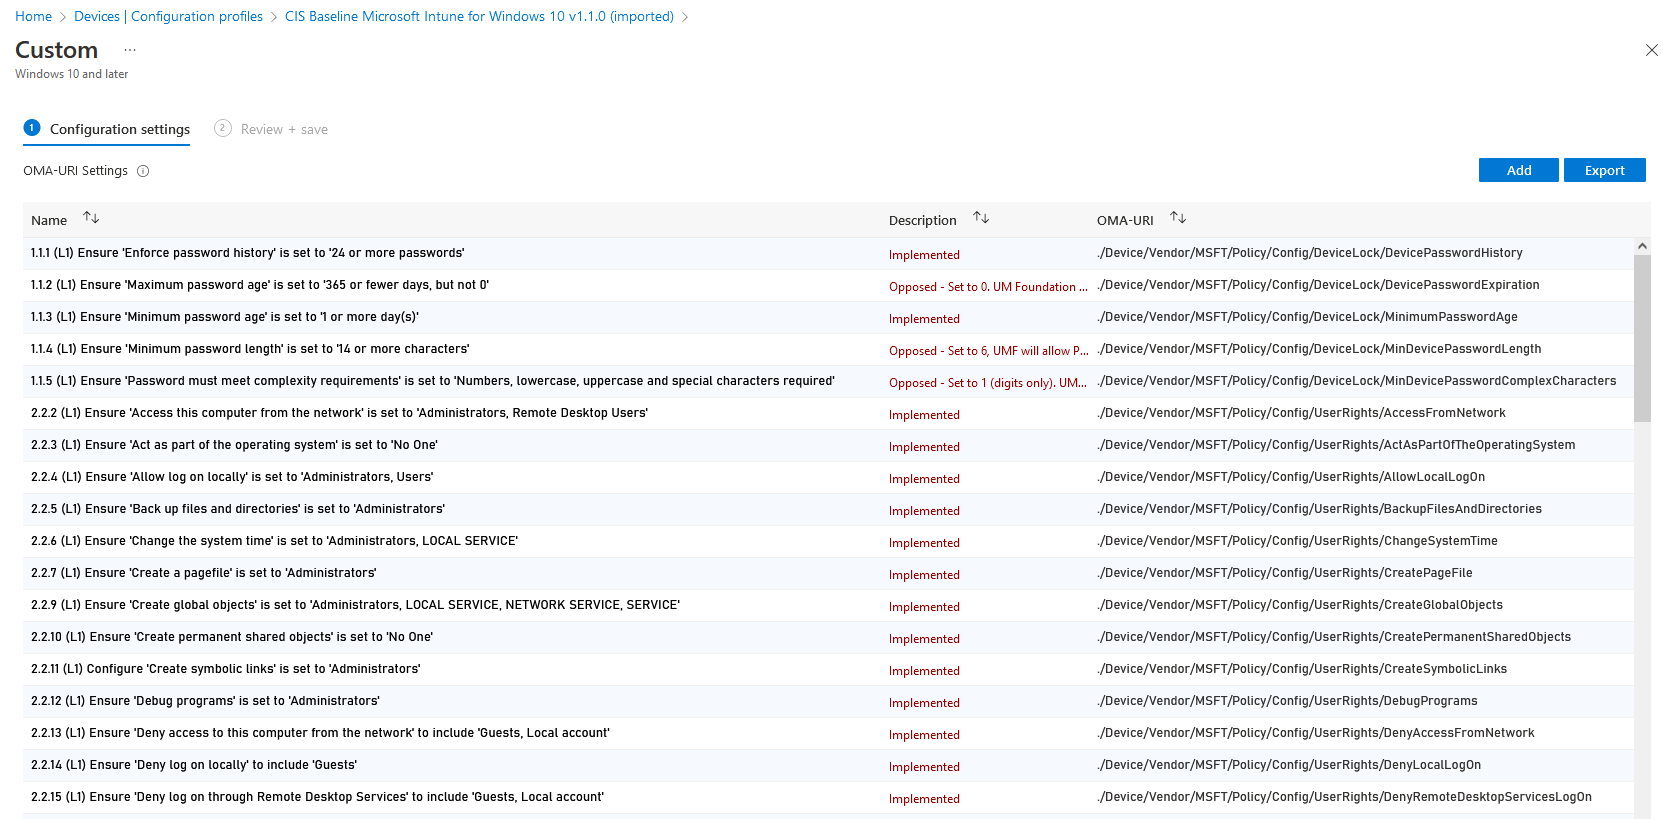 Home > Devices | Configuration profiles > CIS Baseline Microsoft Intune for Windows 10 v1.1.0 (imported) >
Custom ...
Windows 10 and later
1 Configuration settings 2 Review + save
OMA-URI Settings Add Export
Name Description OMA-URI
1.1.1 (L1) Ensure 'Enforce password history' is set to '24 or more passwords' Implemented ./Device/Vendor/MSFT/Policy/Config/DeviceLock/DevicePasswordHistory
1.1.2 (L1) Ensure 'Maximum password age' is set to '365 or fewer days, but not 0' Opposed - Set to 0. UM Foundation ... ./Device/Vendor/MSFT/Policy/Config/DeviceLock/DevicePasswordExpiration
1.1.3 (L1) Ensure 'Minimum password age' is set to '1 or more day(s)' Implemented ./Device/Vendor/MSFT/Policy/Config/DeviceLock/MinimumPasswordAge
1.1.4 (L1) Ensure 'Minimum password length' is set to '14 or more characters' Opposed - Set to 6, UMF will allow P... ./Device/Vendor/MSFT/Policy/Config/DeviceLock/MinDevicePasswordLength
1.1.5 (L1) Ensure 'Password must meet complexity requirements' is set to 'Numbers, lowercase, uppercase and special characters required' Opposed - Set to 1 (digits only). UM... ./Device/Vendor/MSFT/Policy/Config/DeviceLock/MinDevicePasswordComplexCharacters
2.2.2 (L1) Ensure 'Access this computer from the network' is set to 'Administrators, Remote Desktop Users' Implemented ./Device/Vendor/MSFT/Policy/Config/UserRights/AccessFromNetwork
2.2.3 (L1) Ensure 'Act as part of the operating system' is set to 'No One' Implemented ./Device/Vendor/MSFT/Policy/Config/UserRights/ActAsPartOfTheOperatingSystem
2.2.4 (L1) Ensure 'Allow log on locally' is set to 'Administrators, Users' Implemented ./Device/Vendor/MSFT/Policy/Config/UserRights/AllowLocalLogOn
2.2.5 (L1) Ensure 'Back up files and directories' is set to 'Administrators' Implemented ./Device/Vendor/MSFT/Policy/Config/UserRights/BackupFilesAndDirectories
2.2.6 (L1) Ensure 'Change the system time' is set to 'Administrators, LOCAL SERVICE' Implemented ./Device/Vendor/MSFT/Policy/Config/UserRights/ChangeSystemTime
2.2.7 (L1) Ensure 'Create a pagefile' is set to 'Administrators' Implemented ./Device/Vendor/MSFT/Policy/Config/UserRights/CreatePageFile
2.2.9 (L1) Ensure 'Create global objects' is set to 'Administrators, LOCAL SERVICE, NETWORK SERVICE, SERVICE' Implemented ./Device/Vendor/MSFT/Policy/Config/UserRights/CreateGlobalObjects
2.2.10 (L1) Ensure 'Create permanent shared objects' is set to 'No One' Implemented ./Device/Vendor/MSFT/Policy/Config/UserRights/CreatePermanentSharedObjects
2.2.11 (L1) Configure 'Create symbolic links' is set to 'Administrators' Implemented ./Device/Vendor/MSFT/Policy/Config/UserRights/CreateSymbolicLinks
2.2.12 (L1) Ensure 'Debug programs' is set to 'Administrators' Implemented ./Device/Vendor/MSFT/Policy/Config/UserRights/DebugPrograms
2.2.13 (L1) Ensure 'Deny access to this computer from the network' to include 'Guests, Local account' Implemented ./Device/Vendor/MSFT/Policy/Config/UserRights/DenyAccessFromNetwork
2.2.14 (L1) Ensure 'Deny log on locally' to include 'Guests' Implemented ./Device/Vendor/MSFT/Policy/Config/UserRights/DenyLocalLogOn
2.2.15 (L1) Ensure 'Deny log on through Remote Desktop Services' to include 'Guests, Local account' Implemented ./Device/Vendor/MSFT/Policy/Config/UserRights/DenyRemoteDesktopServicesLogOn